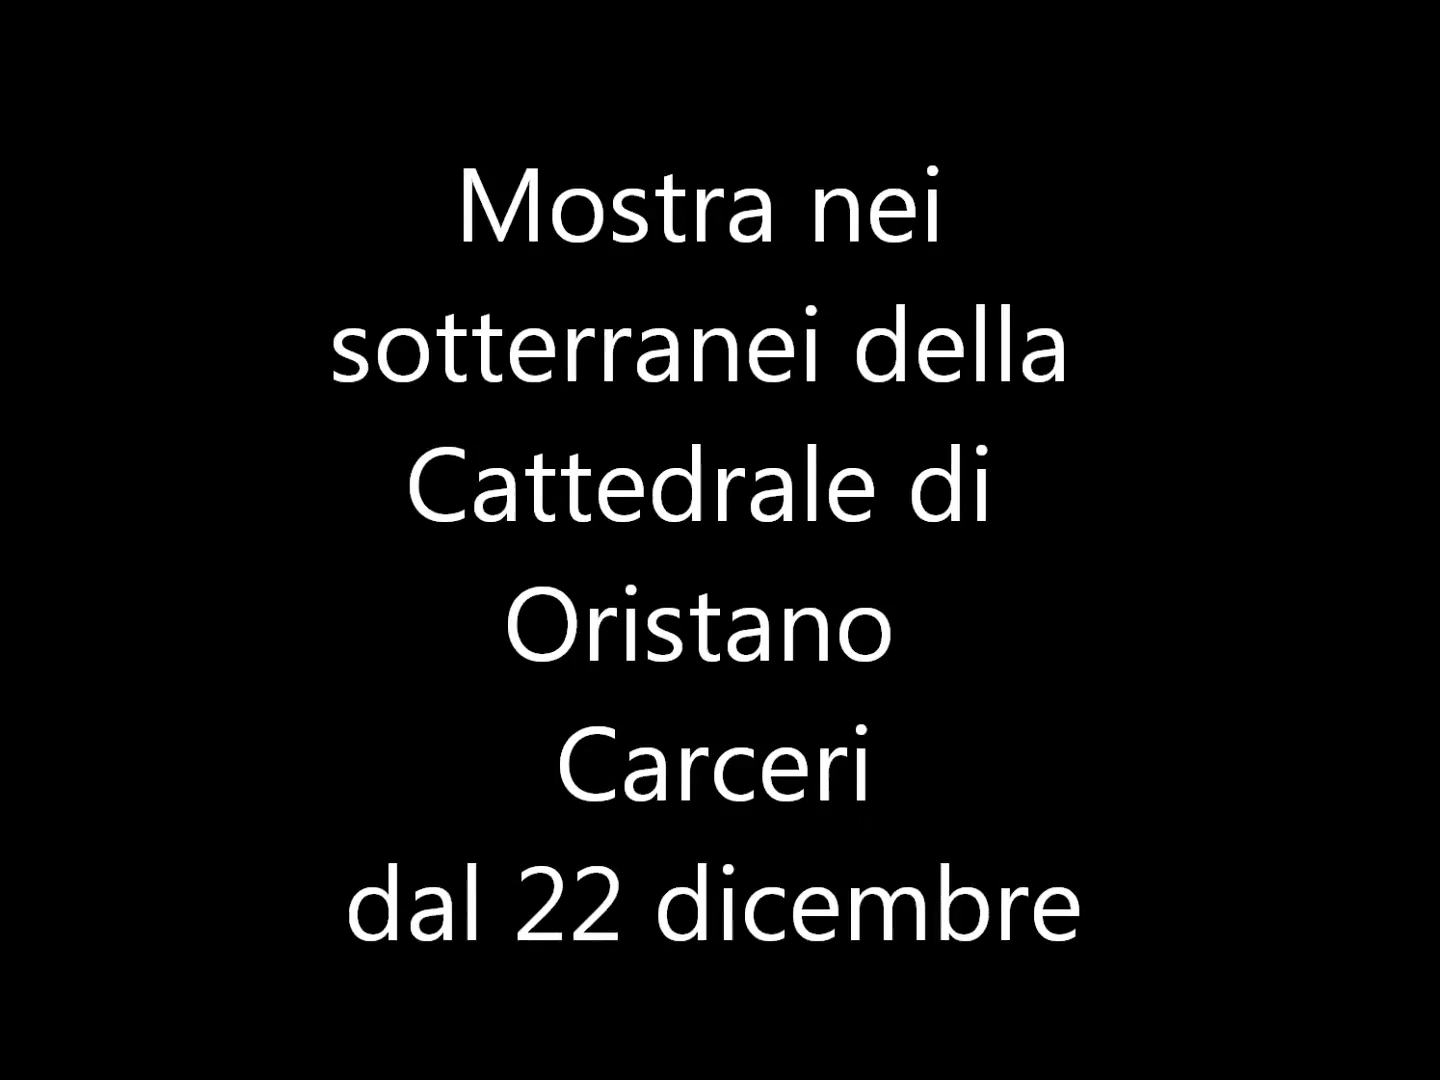 Mostra nei
sotterranei della
Cattedrale di
Oristano
Carceri
dal 22 dicembre